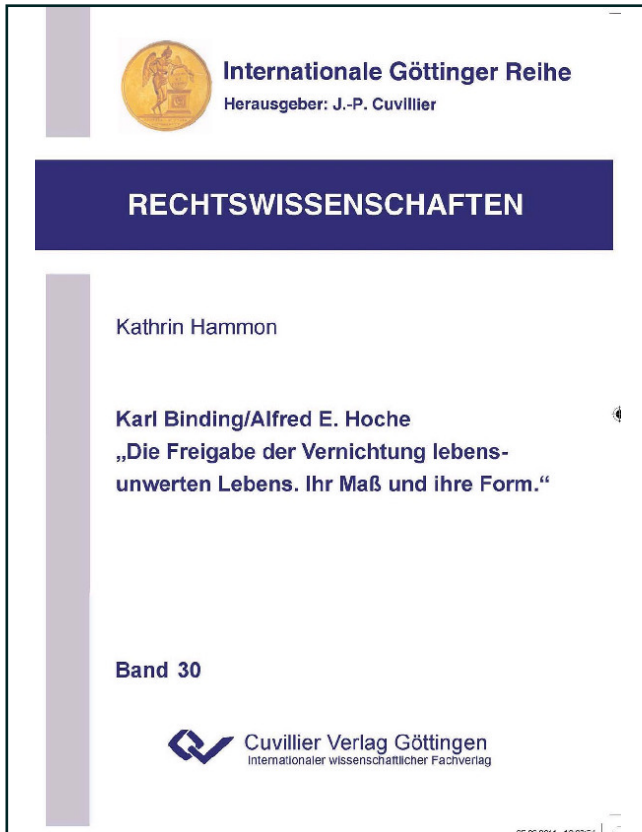 Internationale Göttinger Reihe
Herausgeber: J.-P. Cuvillier
RECHTSWISSENSCHAFTEN
Kathrin Hammon
Karl Binding/Alfred E. Hoche
„Die Freigabe der Vernichtung lebens-
unwerten Lebens. Ihr Maß und ihre Form.“
Band 30
Cuvillier Verlag Göttingen
Internationaler wissenschaftlicher Fachverlag